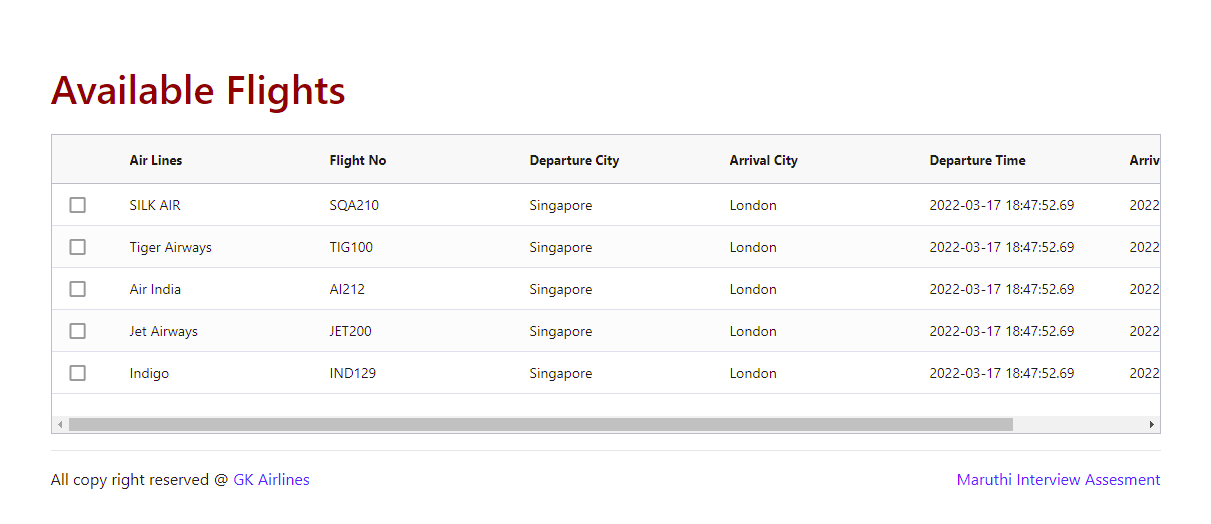 Available Flights
Air Lines Flight No Departure City Arrival City Departure Time Arriv
SILK AIR SQA210 Singapore London 2022-03-17 18:47:52.69 2022
Tiger Airways TIG100 Singapore London 2022-03-17 18:47:52.69 2022
Air India AI212 Singapore London 2022-03-17 18:47:52.69 2022
Jet Airways JET200 Singapore London 2022-03-17 18:47:52.69 2022
Indigo IND129 Singapore London 2022-03-17 18:47:52.69 2022
All copy right reserved @ GK Airlines Maruthi Interview Assesment